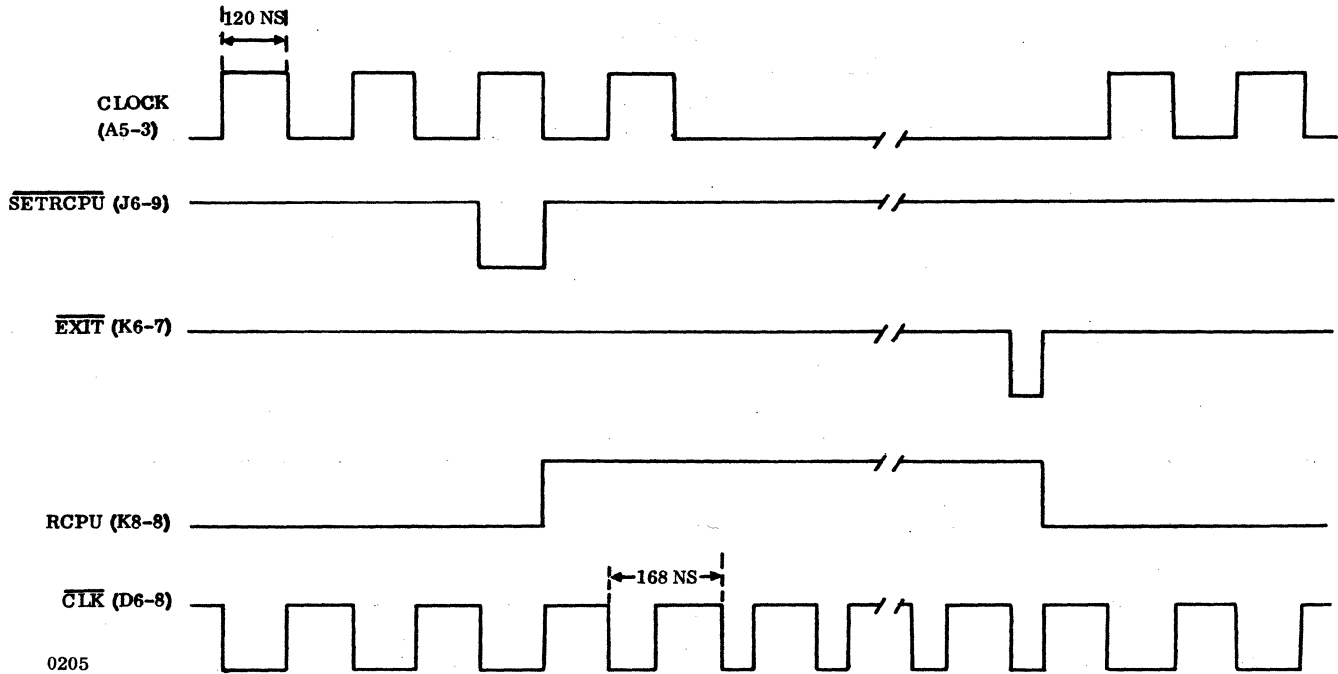 120 NS
CLOCK
(A5-3)
SETRCPU (J6-9)
EXIT (K6-7)
RCPU (K8-8)
168 NS
CLK (D6-8)
0205